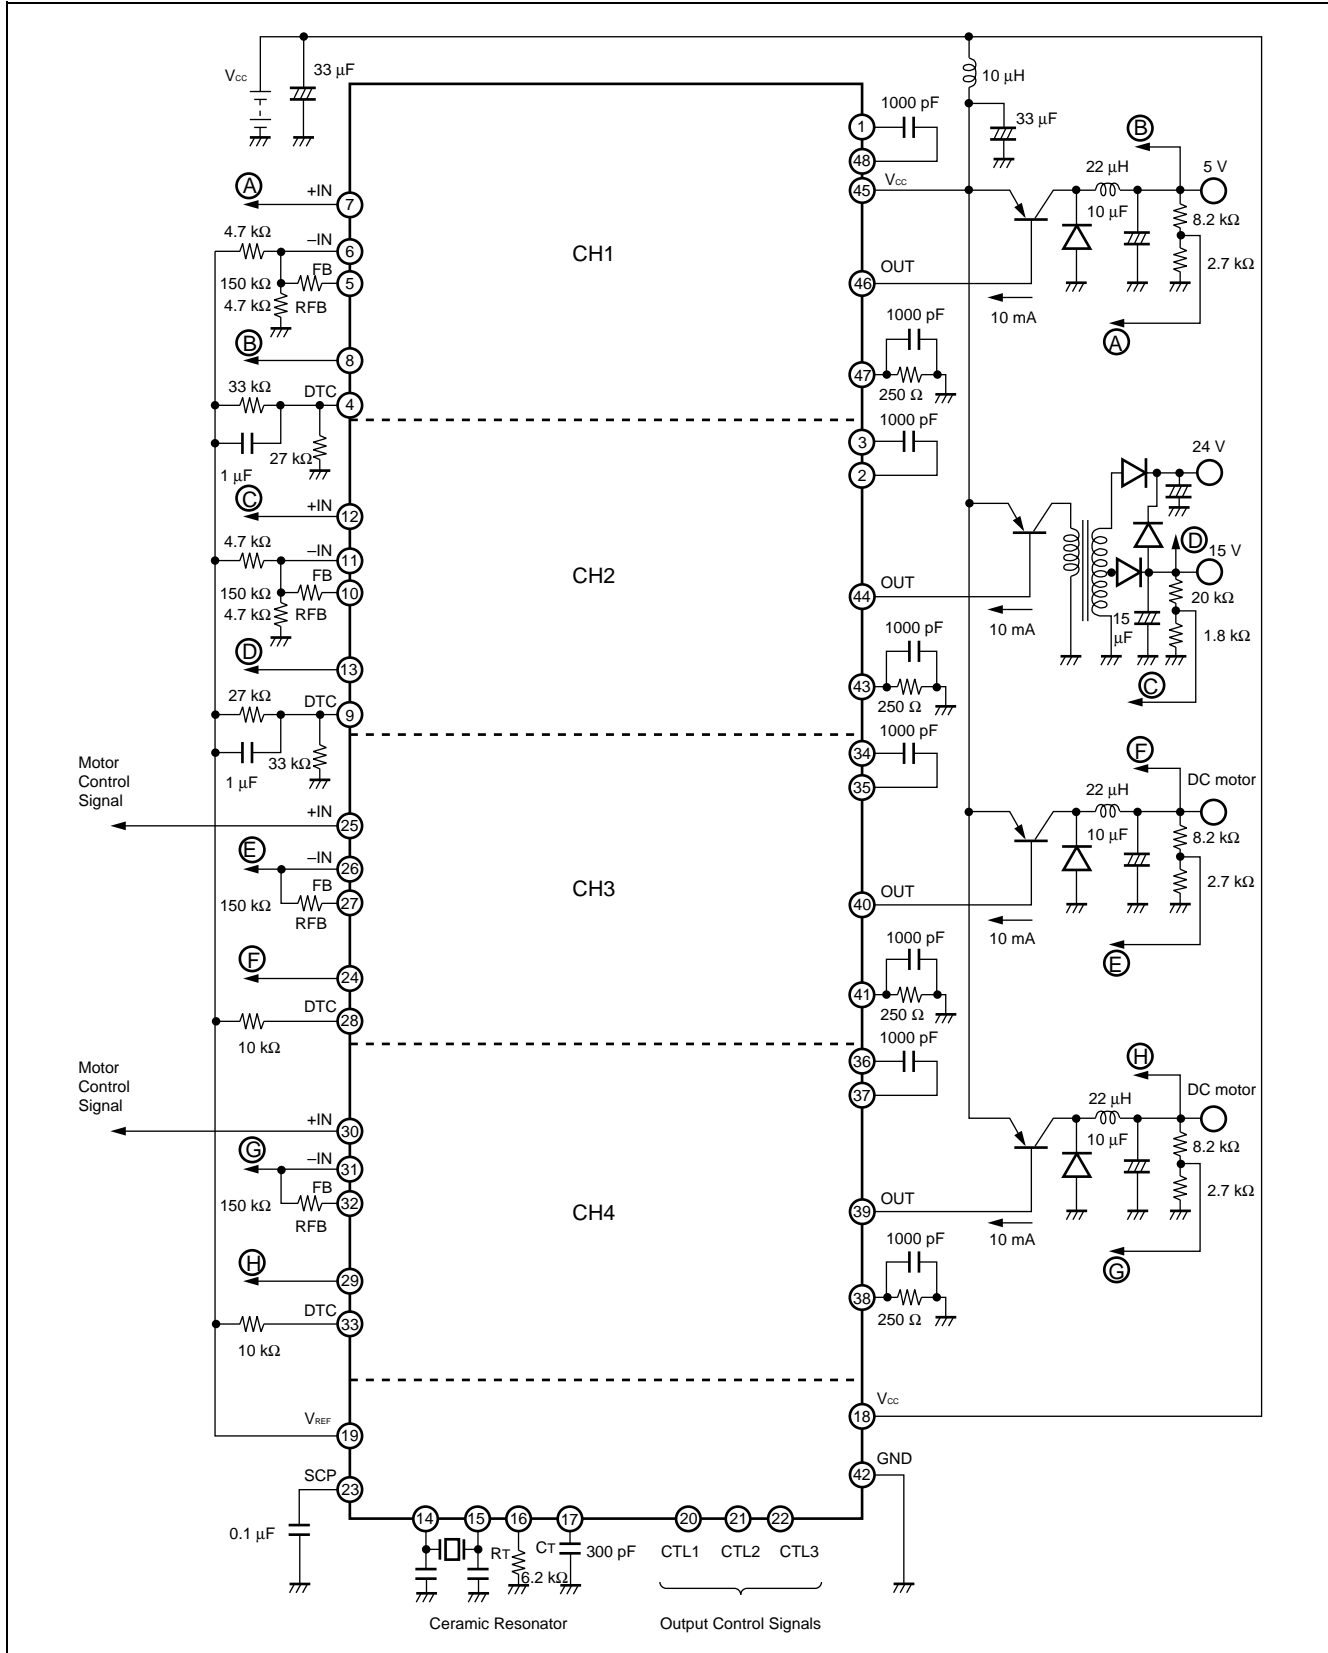 VCC
33 μF
10 μH
33 μF
1000 pF
1
48
VCC
45
B
22 μH
5 V
10 μF
8.2 kΩ
2.7 kΩ
A
+IN
7
4.7 kΩ
–IN
6
FB
150 kΩ
5
4.7 kΩ
RFB
CH1
OUT
46
10 mA
A
B
8
1000 pF
47
250 Ω
33 kΩ
DTC
4
27 kΩ
1 μF
1000 pF
3
2
24 V
C
+IN
12
4.7 kΩ
–IN
11
FB
150 kΩ
10
4.7 kΩ
RFB
CH2
OUT
44
10 mA
D
15 V
20 kΩ
15 μF
1.8 kΩ
C
D
13
1000 pF
43
250 Ω
27 kΩ
DTC
9
33 kΩ
1 μF
1000 pF
34
35
Motor
Control
Signal
+IN
25
E
–IN
26
FB
150 kΩ
27
RFB
CH3
F
DC motor
22 μH
10 μF
8.2 kΩ
2.7 kΩ
OUT
40
10 mA
E
F
24
1000 pF
41
250 Ω
DTC
28
10 kΩ
1000 pF
36
37
Motor
Control
Signal
+IN
30
G
–IN
31
FB
150 kΩ
32
RFB
CH4
H
DC motor
22 μH
10 μF
8.2 kΩ
2.7 kΩ
OUT
39
10 mA
G
H
29
1000 pF
38
250 Ω
DTC
33
10 kΩ
VREF
19
VCC
18
SCP
23
GND
42
0.1 μF
14
15
16
17
20
21
22
RT
6.2 kΩ
CT
300 pF
CTL1
CTL2
CTL3
Ceramic Resonator
Output Control Signals